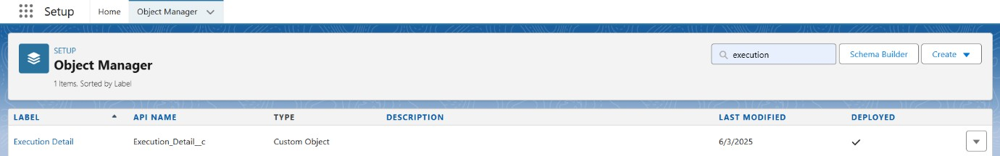 Setup Home Object Manager
SETUP
Object Manager
1 Items. Sorted by Label
execution Schema Builder Create
LABEL API NAME TYPE DESCRIPTION LAST MODIFIED DEPLOYED
Execution Detail Execution_Detail__c Custom Object 6/3/2025